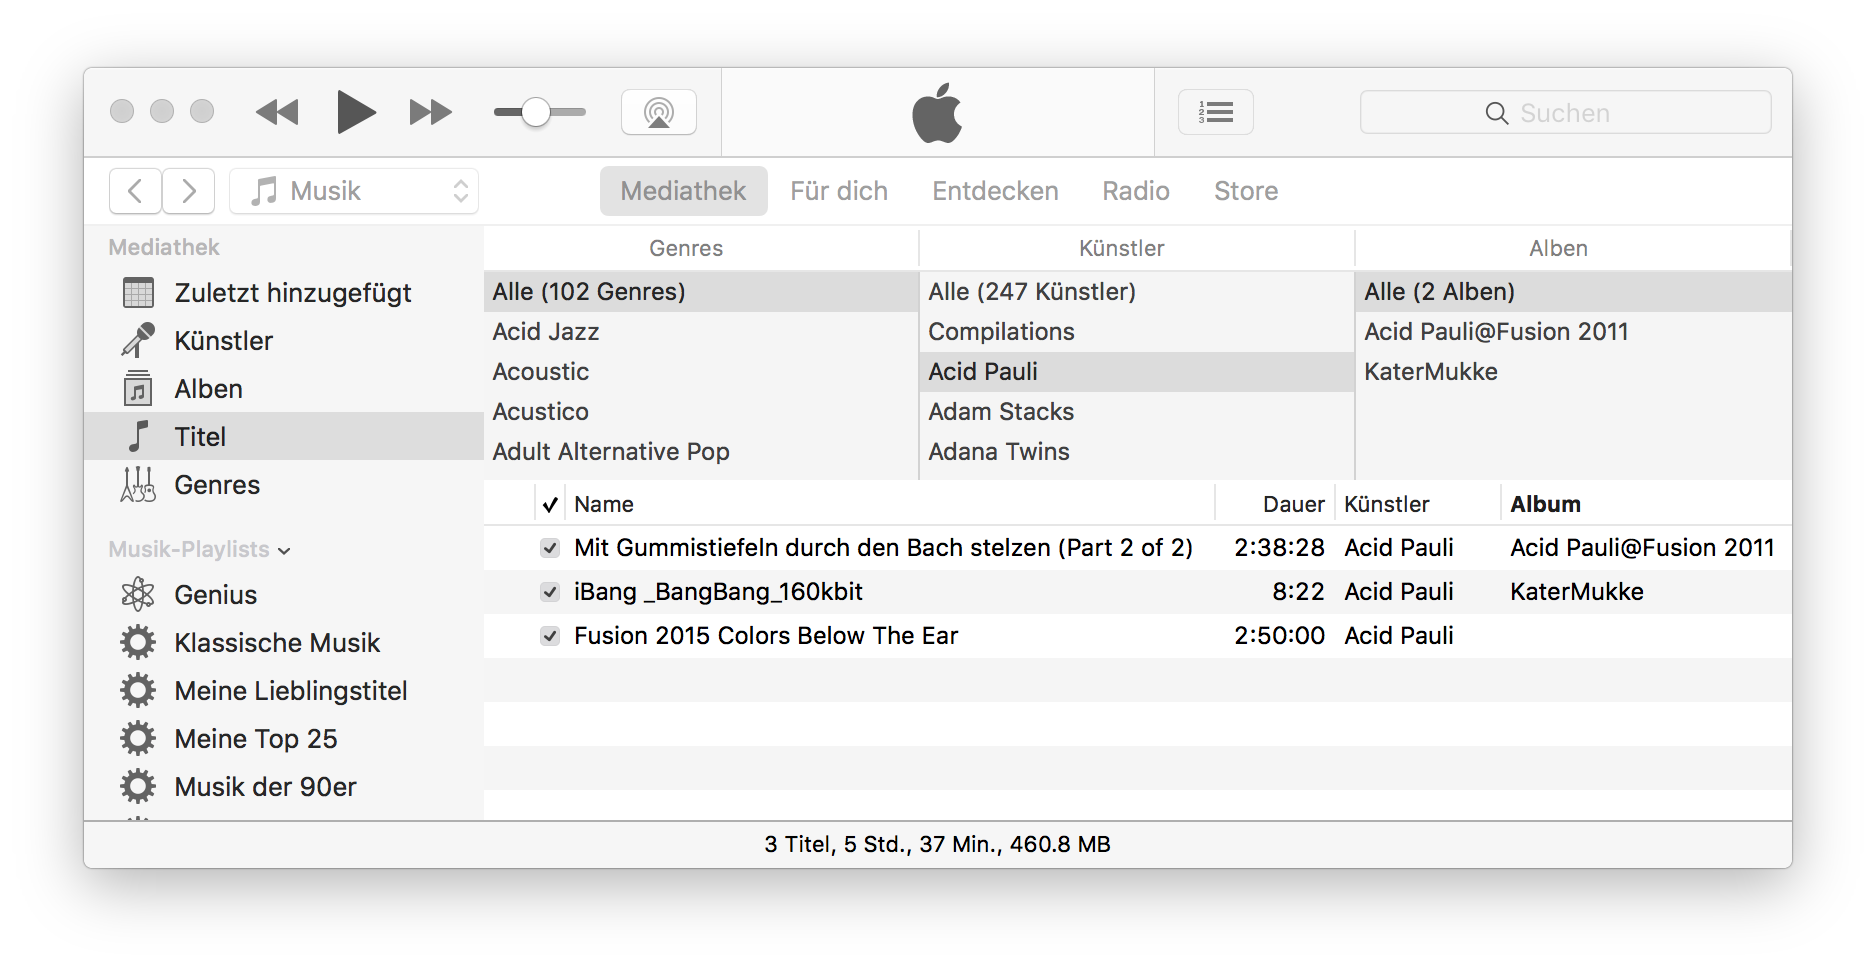 1
2
3
Suchen
Musik
Mediathek Für dich Entdecken Radio Store
Mediathek
Zuletzt hinzugefügt
Künstler
Alben
Titel
Genres
Musik-Playlists
Genius
Klassische Musik
Meine Lieblingstitel
Meine Top 25
Musik der 90er
Genres
Alle (102 Genres)
Acid Jazz
Acoustic
Acustico
Adult Alternative Pop
Künstler
Alle (247 Künstler)
Compilations
Acid Pauli
Adam Stacks
Adana Twins
Alben
Alle (2 Alben)
Acid Pauli@Fusion 2011
KaterMukke
✓ Name Dauer Künstler Album
Mit Gummistiefeln durch den Bach stelzen (Part 2 of 2) 2:38:28 Acid Pauli Acid Pauli@Fusion 2011
iBang _BangBang_160kbit 8:22 Acid Pauli KaterMukke
Fusion 2015 Colors Below The Ear 2:50:00 Acid Pauli
3 Titel, 5 Std., 37 Min., 460.8 MB